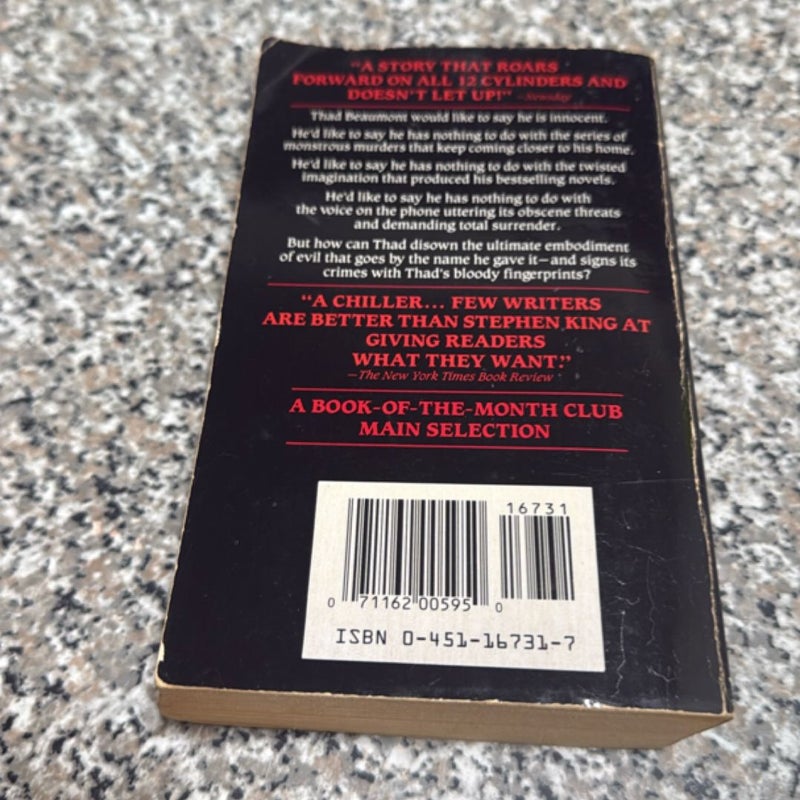 "A STORY THAT ROARS
FORWARD ON ALL 12 CYLINDERS AND
DOESN'T LET UP!" —Newsday
Thad Beaumont would like to say he is innocent.
He'd like to say he has nothing to do with the series of
monstrous murders that keep coming closer to his home.
He'd like to say he has nothing to do with the twisted
imagination that produced his bestselling novels.
He'd like to say he has nothing to do with
the voice on the phone uttering its obscene threats
and demanding total surrender.
But how can Thad disown the ultimate embodiment
of evil that goes by the name he gave it—and signs its
crimes with Thad's bloody fingerprints?
"A CHILLER... FEW WRITERS
ARE BETTER THAN STEPHEN KING AT
GIVING READERS
WHAT THEY WANT."
—The New York Times Book Review
A BOOK-OF-THE-MONTH CLUB
MAIN SELECTION
16731
0 71162 00595 0
ISBN 0-451-16731-7